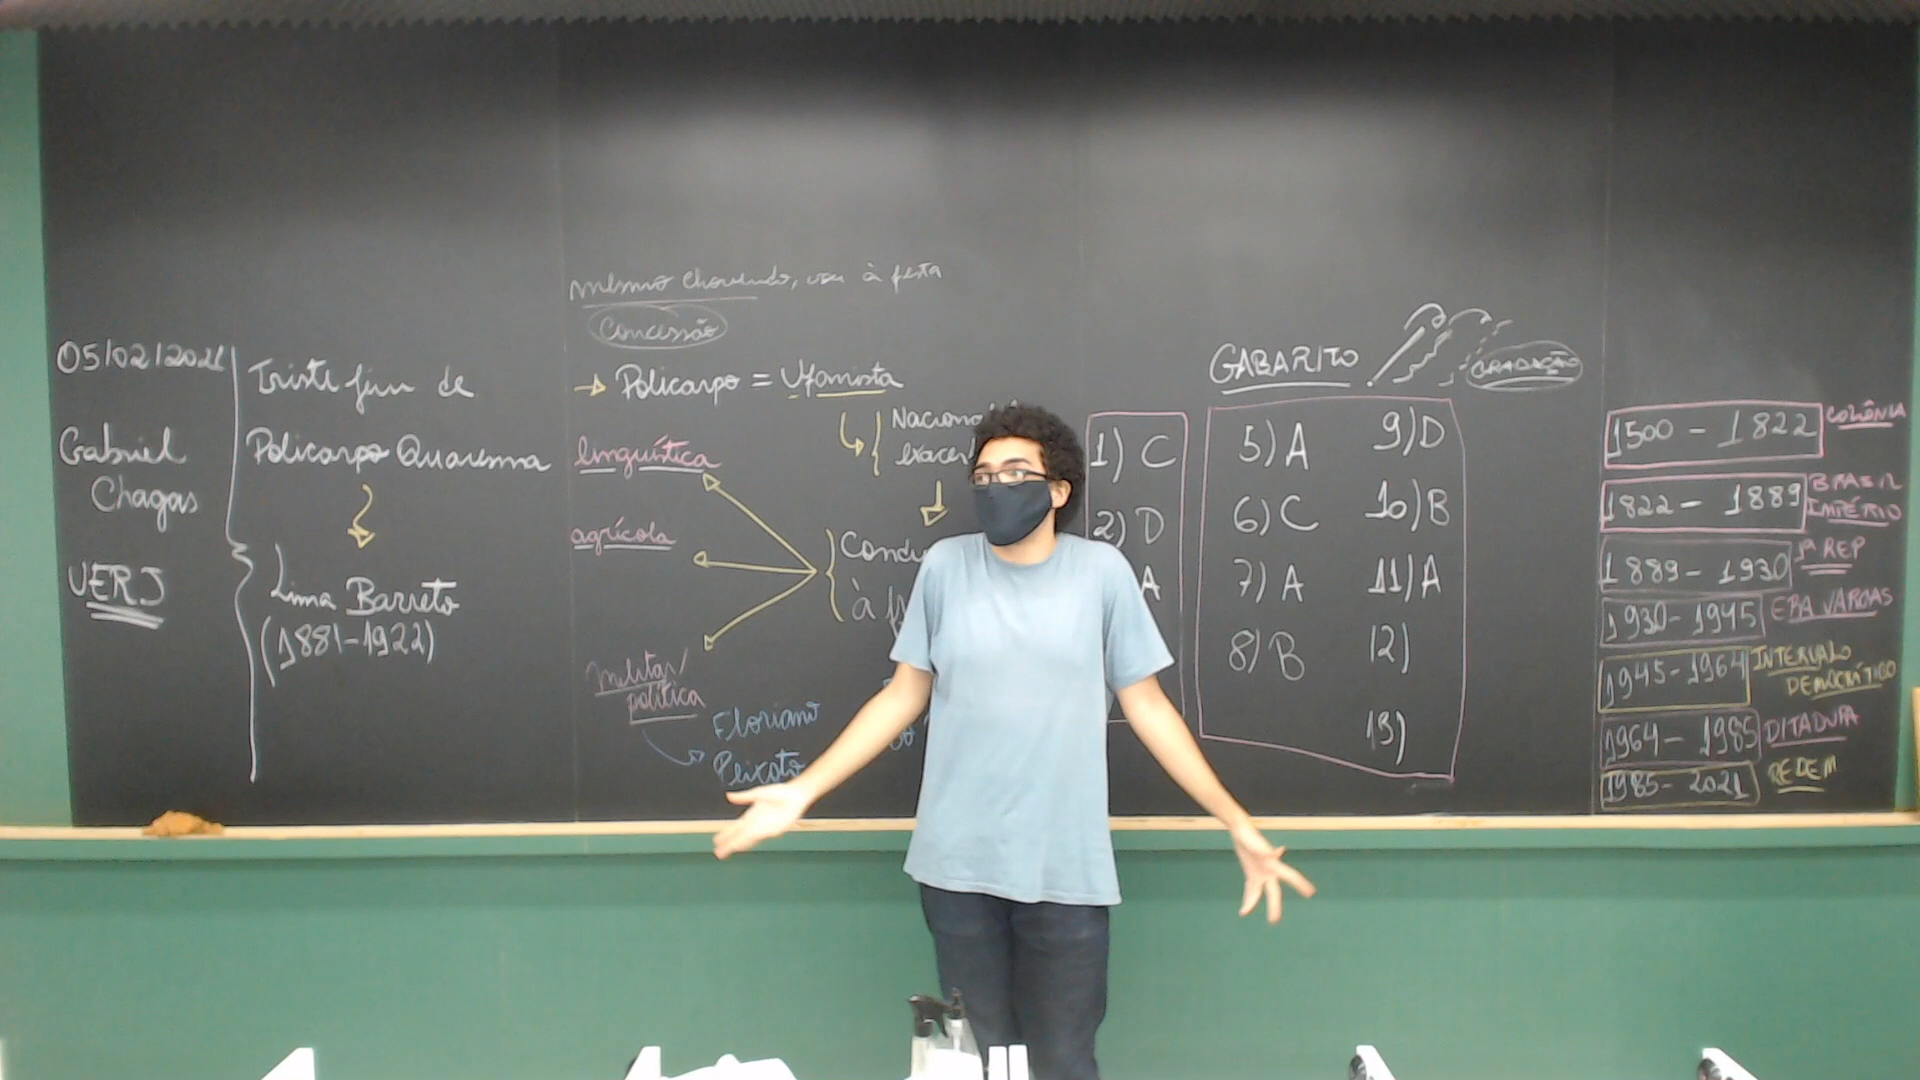 05/02/2021
Gabriel
Chagas
UERJ
Triste fim de
Policarpo Quaresma
Lima Barreto
(1881-1922)
mesmo chovendo, vou à festa
Concessão
Policarpo = Ufanista
linguística
agrícola
militar/
política
Floriano
Peixoto
GABARITO
GRADAÇÃO
1) C
2) D
A
5) A
6) C
7) A
8) B
9) D
10) B
11) A
12)
13)
1500 - 1822 COLÔNIA
1822 - 1889 BRASIL IMPÉRIO
1889 - 1930 1ª REP
1930 - 1945 ERA VARGAS
1945 - 1964 INTERVALO DEMOCRÁTICO
1964 - 1985 DITADURA
1985 - 2021 REDEM